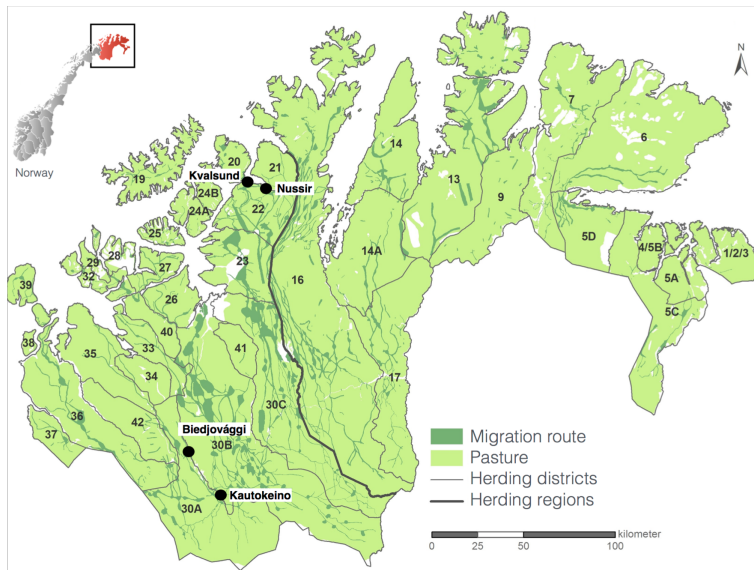 N
Norway
7
6
20
21
14
Kvalsund
19
Nussir
24B
13
24A
22
9
25
5D
4/5B
1/2/3
28
29
23
14A
27
32
5A
16
39
26
5C
40
38
33
41
35
34
17
Biedjovággi
30C
Migration route
36
42
30B
Pasture
37
Herding districts
Kautokeino
Herding regions
30A
kilometer
0 25 50 100